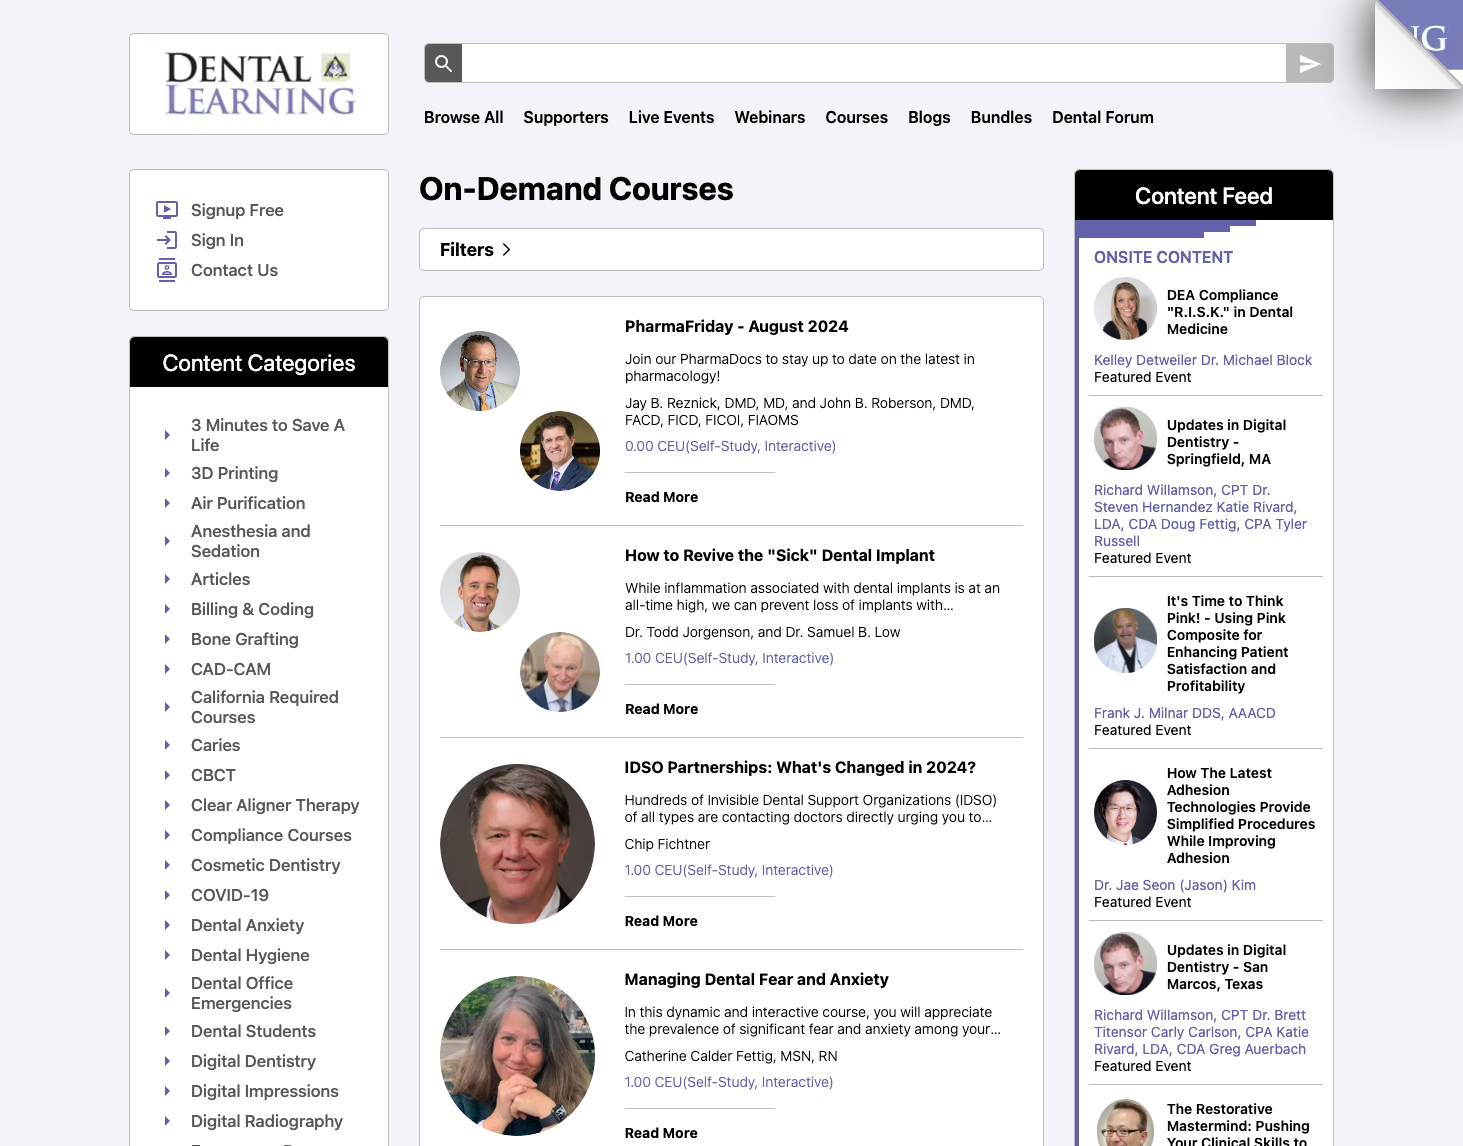 DENTAL
LEARNING
NG
Browse All Supporters Live Events Webinars Courses Blogs Bundles Dental Forum
Signup Free
Sign In
Contact Us
Content Categories
3 Minutes to Save A
Life
3D Printing
Air Purification
Anesthesia and
Sedation
Articles
Billing & Coding
Bone Grafting
CAD-CAM
California Required
Courses
Caries
CBCT
Clear Aligner Therapy
Compliance Courses
Cosmetic Dentistry
COVID-19
Dental Anxiety
Dental Hygiene
Dental Office
Emergencies
Dental Students
Digital Dentistry
Digital Impressions
Digital Radiography
On-Demand Courses
Filters
PharmaFriday - August 2024
Join our PharmaDocs to stay up to date on the latest in
pharmacology!
Jay B. Reznick, DMD, MD, and John B. Roberson, DMD,
FACD, FICD, FICOI, FIAOMS
0.00 CEU(Self-Study, Interactive)
Read More
How to Revive the "Sick" Dental Implant
While inflammation associated with dental implants is at an
all-time high, we can prevent loss of implants with...
Dr. Todd Jorgenson, and Dr. Samuel B. Low
1.00 CEU(Self-Study, Interactive)
Read More
IDSO Partnerships: What's Changed in 2024?
Hundreds of Invisible Dental Support Organizations (IDSO)
of all types are contacting doctors directly urging you to...
Chip Fichtner
1.00 CEU(Self-Study, Interactive)
Read More
Managing Dental Fear and Anxiety
In this dynamic and interactive course, you will appreciate
the prevalence of significant fear and anxiety among your...
Catherine Calder Fettig, MSN, RN
1.00 CEU(Self-Study, Interactive)
Read More
Content Feed
ONSITE CONTENT
DEA Compliance
"R.I.S.K." in Dental
Medicine
Kelley Detweiler Dr. Michael Block
Featured Event
Updates in Digital
Dentistry -
Springfield, MA
Richard Willamson, CPT Dr.
Steven Hernandez Katie Rivard,
LDA, CDA Doug Fettig, CPA Tyler
Russell
Featured Event
It's Time to Think
Pink! - Using Pink
Composite for
Enhancing Patient
Satisfaction and
Profitability
Frank J. Milnar DDS, AAACD
Featured Event
How The Latest
Adhesion
Technologies Provide
Simplified Procedures
While Improving
Adhesion
Dr. Jae Seon (Jason) Kim
Featured Event
Updates in Digital
Dentistry - San
Marcos, Texas
Richard Willamson, CPT Dr. Brett
Titensor Carly Carlson, CPA Katie
Rivard, LDA, CDA Greg Auerbach
Featured Event
The Restorative
Mastermind: Pushing
Your Clinical Skills to